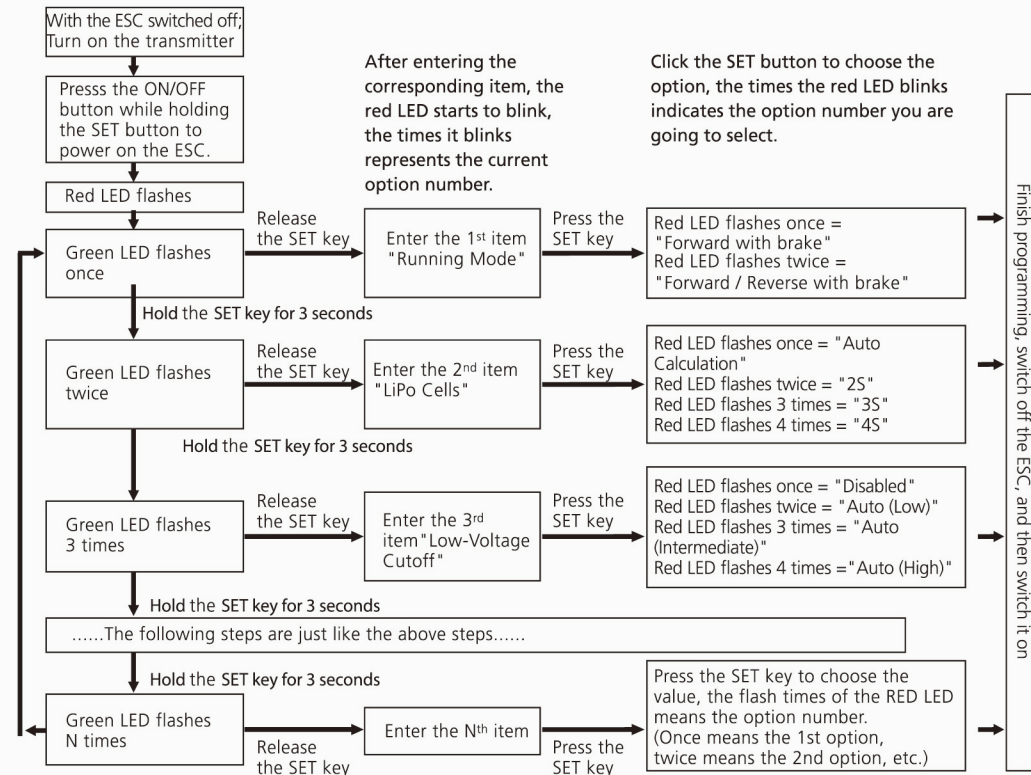 With the ESC switched off;
Turn on the transmitter
Presss the ON/OFF
button while holding
the SET button to
power on the ESC.
Red LED flashes
After entering the
corresponding item, the
red LED starts to blink,
the times it blinks
represents the current
option number.
Click the SET button to choose the
option, the times the red LED blinks
indicates the option number you are
going to select.
Green LED flashes
once
Release
the SET key
Enter the 1st item
"Running Mode"
Press the
SET key
Red LED flashes once =
"Forward with brake"
Red LED flashes twice =
"Forward / Reverse with brake"
Hold the SET key for 3 seconds
Green LED flashes
twice
Release
the SET key
Enter the 2nd item
"LiPo Cells"
Press the
SET key
Red LED flashes once = "Auto
Calculation"
Red LED flashes twice = "2S"
Red LED flashes 3 times = "3S"
Red LED flashes 4 times = "4S"
Hold the SET key for 3 seconds
Green LED flashes
3 times
Release
the SET key
Enter the 3rd
item"Low-Voltage
Cutoff"
Press the
SET key
Red LED flashes once = "Disabled"
Red LED flashes twice = "Auto (Low)"
Red LED flashes 3 times = "Auto
(Intermediate)"
Red LED flashes 4 times ="Auto (High)"
Hold the SET key for 3 seconds
......The following steps are just like the above steps......
Hold the SET key for 3 seconds
Green LED flashes
N times
Release
the SET key
Enter the Nth item
Press the
SET key
Press the SET key to choose the
value, the flash times of the RED LED
means the option number.
(Once means the 1st option,
twice means the 2nd option, etc.)
Finish programming, switch off the ESC, and then switch it on